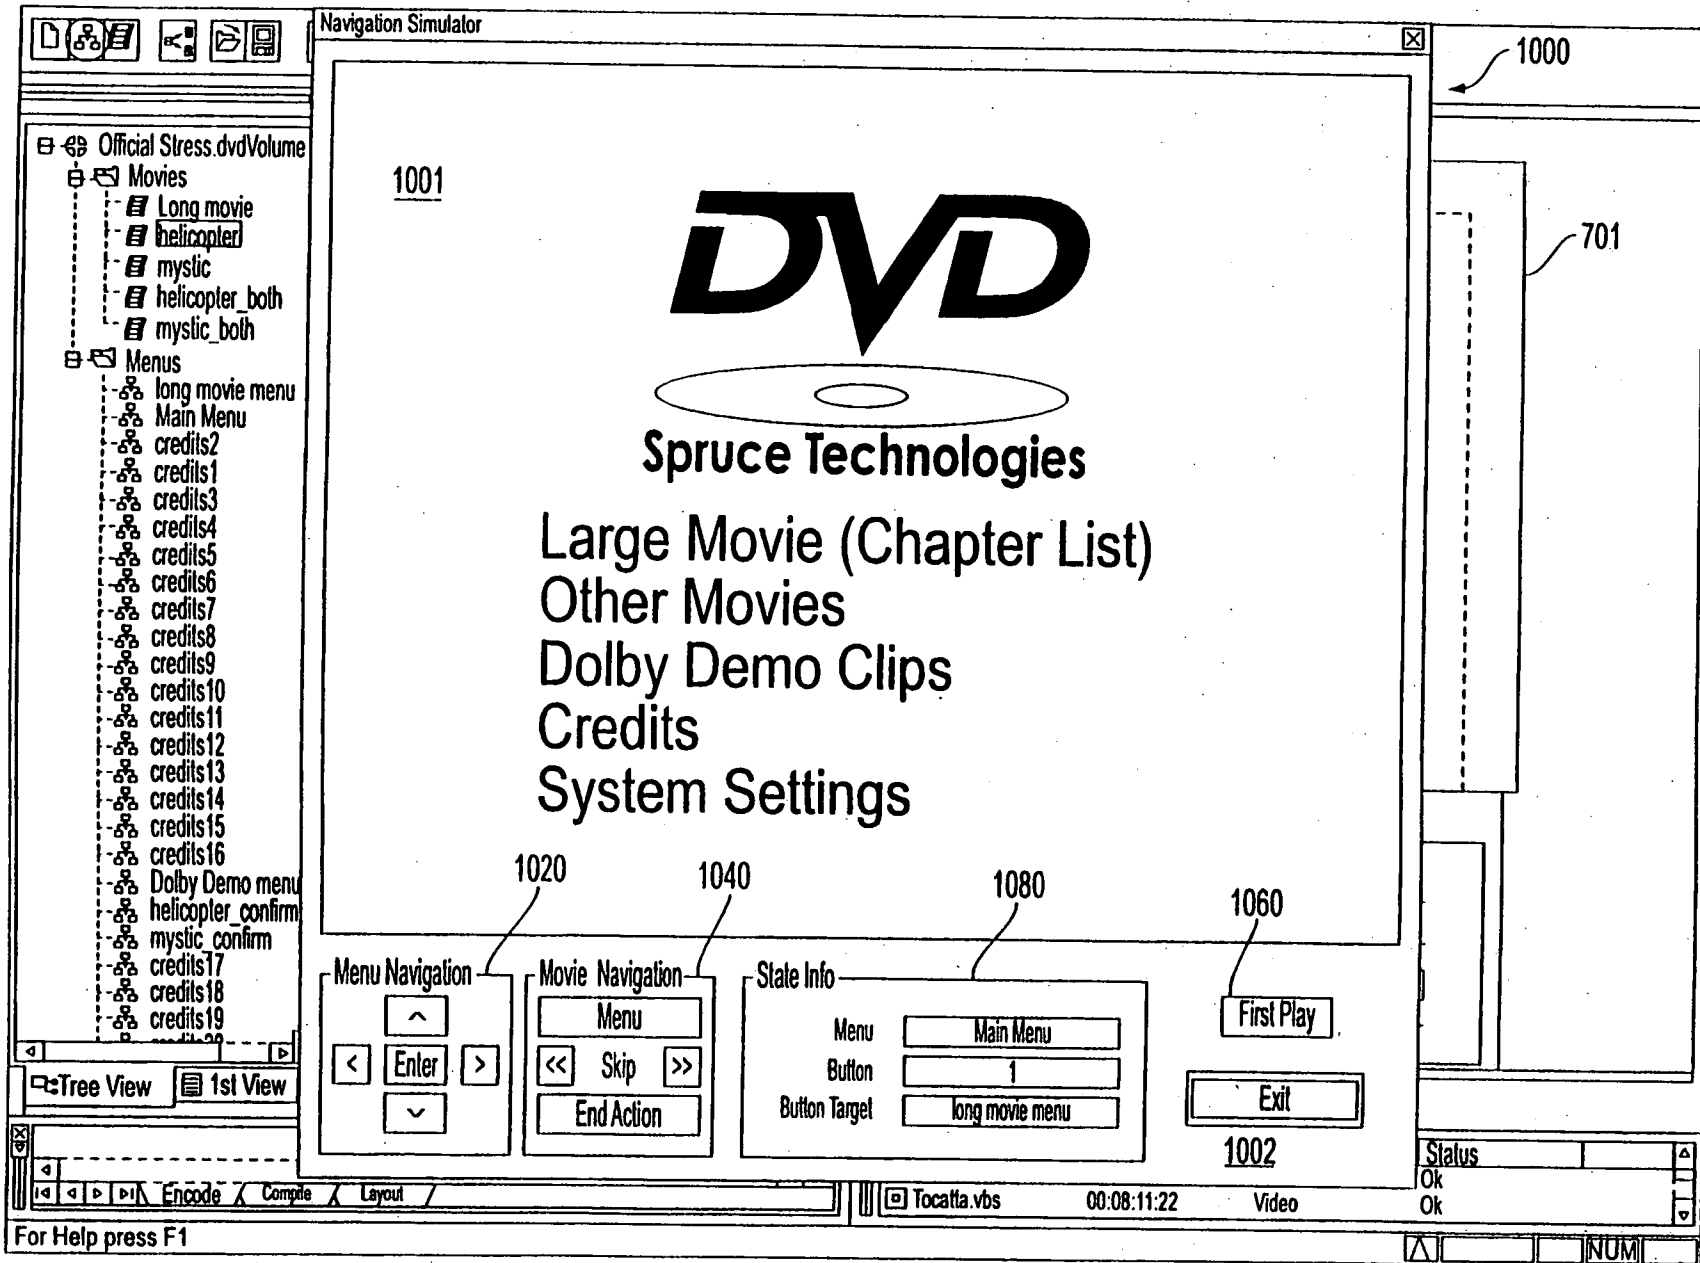 Navigation Simulator
1000
Official Stress.dvdVolume
Movies
Long movie
helicopter
mystic
helicopter_both
mystic_both
Menus
long movie menu
Main Menu
credits2
credits1
credits3
credits4
credits5
credits6
credits7
credits8
credits9
credits10
credits11
credits12
credits13
credits14
credits15
credits16
Dolby Demo menu
helicopter_confirm
mystic_confirm
credits17
credits18
credits19
Tree View
1st View
1001
DVD
Spruce Technologies
Large Movie (Chapter List)
Other Movies
Dolby Demo Clips
Credits
System Settings
701
1020
1040
1080
1060
Menu Navigation
^
< Enter >
Movie Navigation
Menu
<< Skip >>
End Action
State Info
Menu Main Menu
Button 1
Button Target long movie menu
First Play
Exit
1002
Encode Compile Layout
Tocatta.vbs 00:08:11:22 Video
Status
Ok
Ok
For Help press F1
NUM